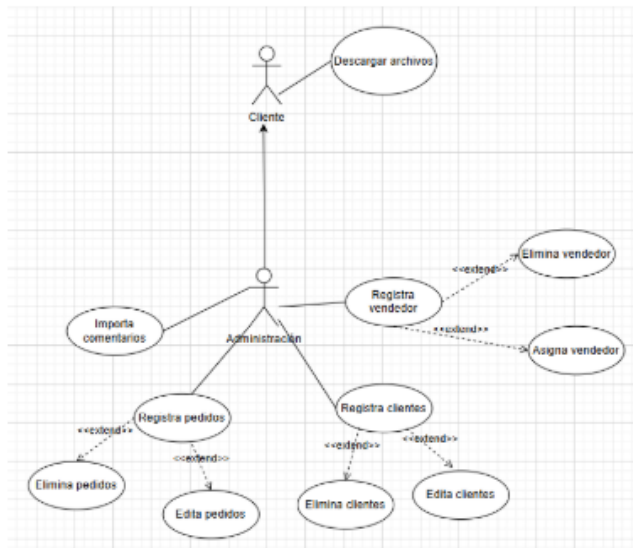 Descargar archivos
Cliente
Elimina vendedor
<<extend>>
Registra
vendedor
Importa
comentarios
Administración
<<extend>>
Asigna vendedor
Registra pedidos
Registra clientes
<<extend>>
<<extend>>
<<extend>>
<<extend>>
Elimina pedidos
Edita pedidos
Elimina clientes
Edita clientes